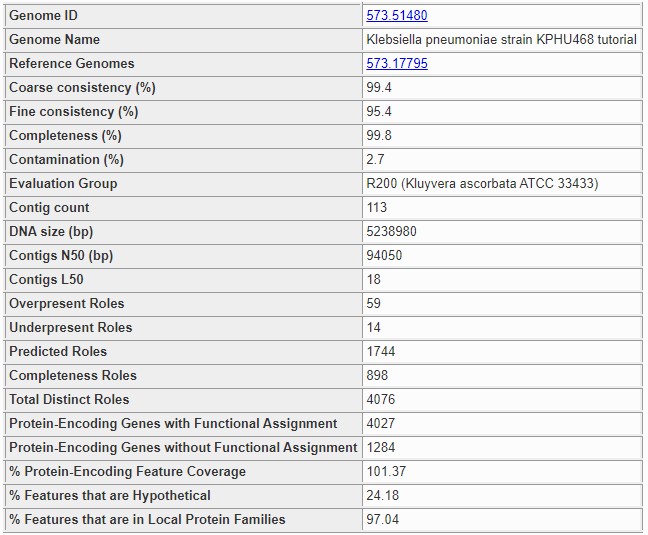 Genome ID 573.51480
Genome Name Klebsiella pneumoniae strain KPHU468 tutorial
Reference Genomes 573.17795
Coarse consistency (%) 99.4
Fine consistency (%) 95.4
Completeness (%) 99.8
Contamination (%) 2.7
Evaluation Group R200 (Kluyvera ascorbata ATCC 33433)
Contig count 113
DNA size (bp) 5238980
Contigs N50 (bp) 94050
Contigs L50 18
Overpresent Roles 59
Underpresent Roles 14
Predicted Roles 1744
Completeness Roles 898
Total Distinct Roles 4076
Protein-Encoding Genes with Functional Assignment 4027
Protein-Encoding Genes without Functional Assignment 1284
% Protein-Encoding Feature Coverage 101.37
% Features that are Hypothetical 24.18
% Features that are in Local Protein Families 97.04